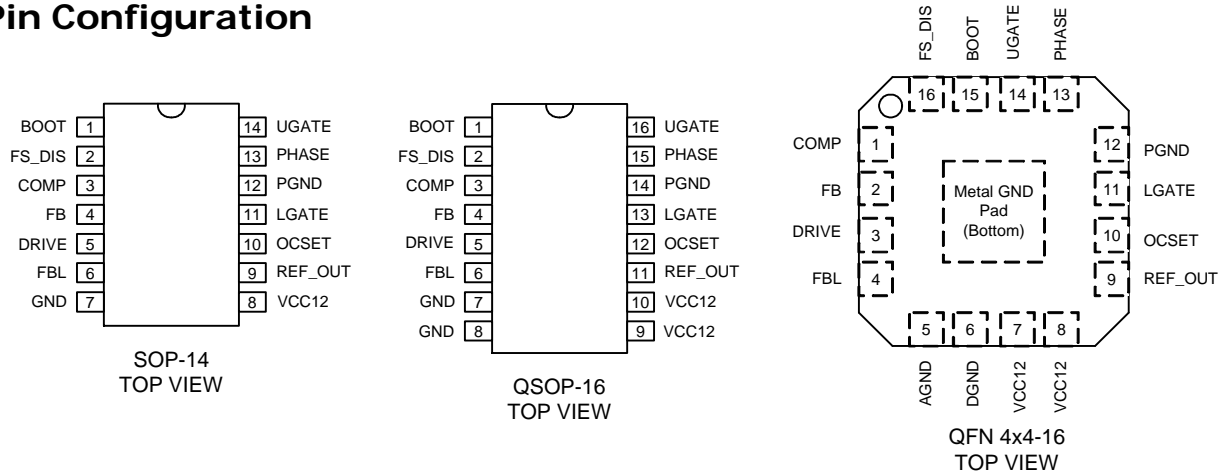 Pin Configuration
BOOT 1
FS_DIS 2
COMP 3
FB 4
DRIVE 5
FBL 6
GND 7
14 UGATE
13 PHASE
12 PGND
11 LGATE
10 OCSET
9 REF_OUT
8 VCC12
SOP-14
TOP VIEW
BOOT 1
FS_DIS 2
COMP 3
FB 4
DRIVE 5
FBL 6
GND 7
GND 8
16 UGATE
15 PHASE
14 PGND
13 LGATE
12 OCSET
11 REF_OUT
10 VCC12
9 VCC12
QSOP-16
TOP VIEW
FS_DIS
BOOT
UGATE
PHASE
16 15 14 13
COMP 1
FB 2
DRIVE 3
FBL 4
Metal GND
Pad
(Bottom)
12 PGND
11 LGATE
10 OCSET
9 REF_OUT
5 6 7 8
AGND
DGND
VCC12
VCC12
QFN 4x4-16
TOP VIEW